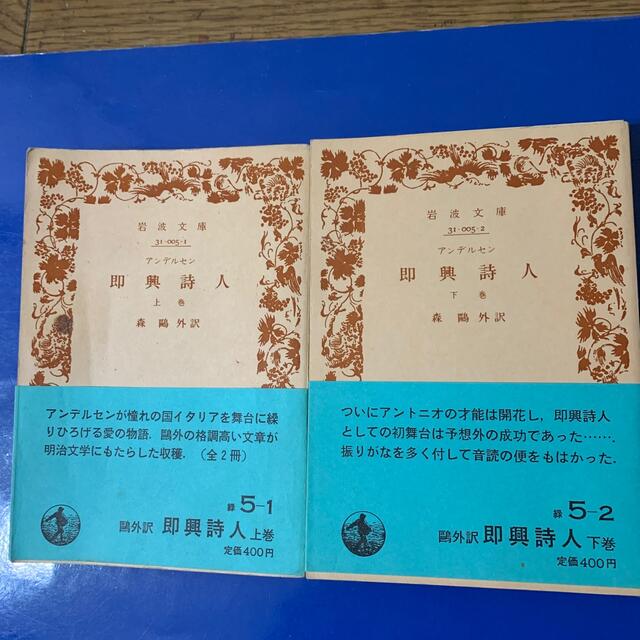 岩波文庫
31-005-1
アンデルセン
即興詩人
上巻
森鷗外訳
アンデルセンが憧れの国イタリアを舞台に繰
りひろげる愛の物語．鷗外の格調高い文章が
明治文学にもたらした収穫．（全２冊）
緑 5-1
鷗外訳 即興詩人 上巻
定価400円
岩波文庫
31-005-2
アンデルセン
即興詩人
下巻
森鷗外訳
ついにアントニオの才能は開花し，即興詩人
としての初舞台は予想外の成功であった……．
振りがなを多く付して音読の便をもはかった．
緑 5-2
鷗外訳 即興詩人 下巻
定価400円